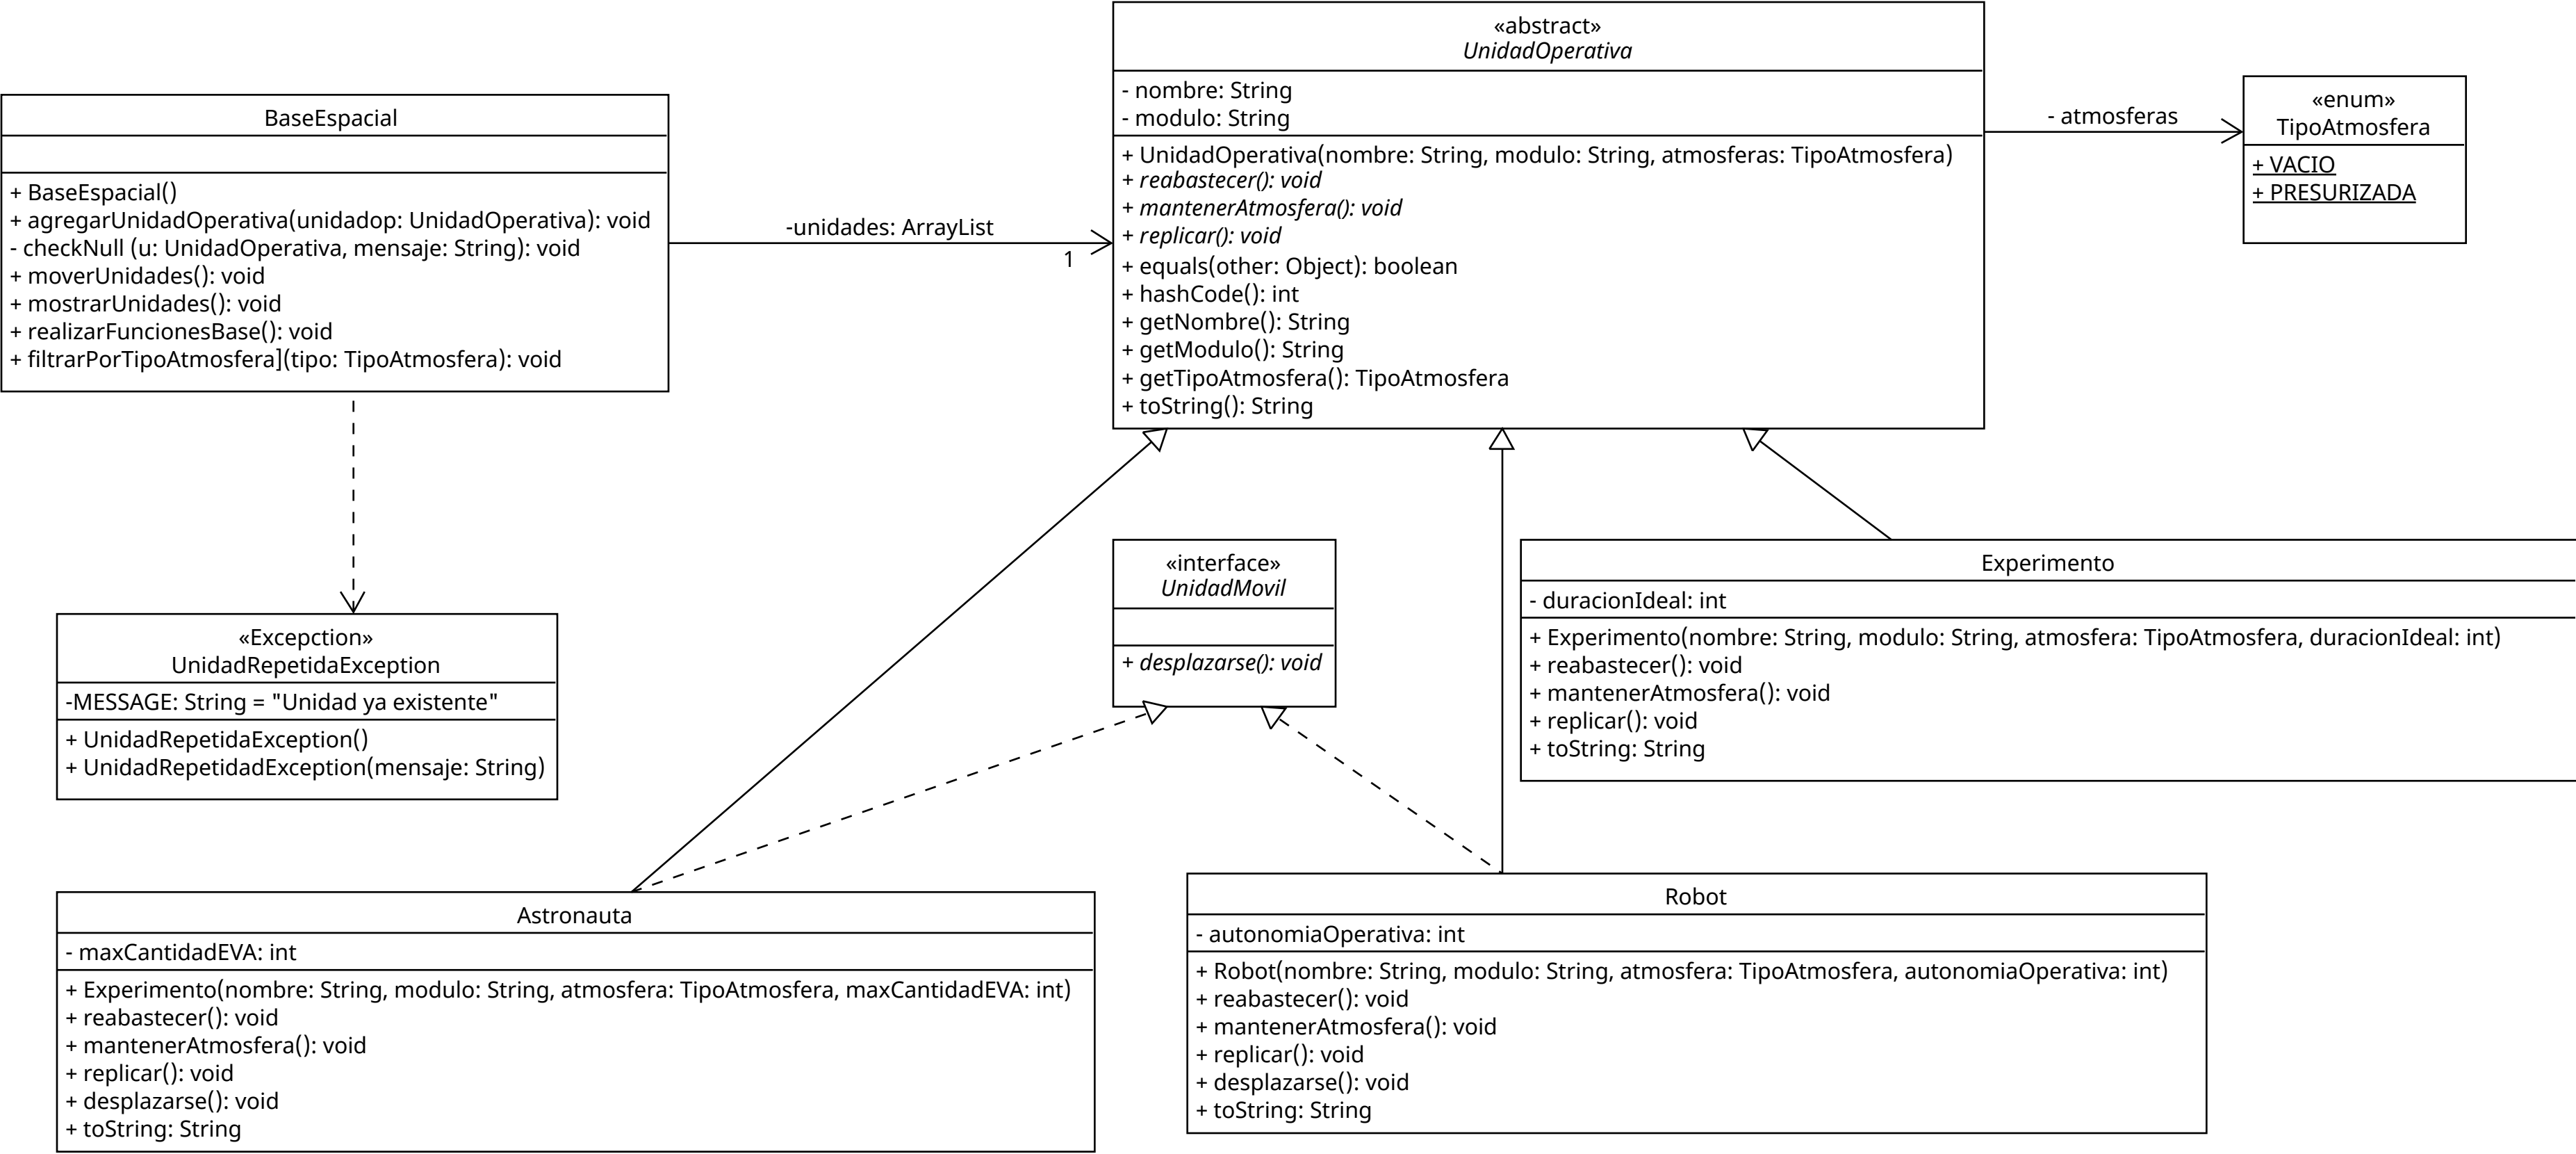 BaseEspacial
+ BaseEspacial()
+ agregarUnidadOperativa(unidadop: UnidadOperativa): void
- checkNull (u: UnidadOperativa, mensaje: String): void
+ moverUnidades(): void
+ mostrarUnidades(): void
+ realizarFuncionesBase(): void
+ filtrarPorTipoAtmosfera](tipo: TipoAtmosfera): void
-unidades: ArrayList
1
«abstract»
UnidadOperativa
- nombre: String
- modulo: String
+ UnidadOperativa(nombre: String, modulo: String, atmosferas: TipoAtmosfera)
+ reabastecer(): void
+ mantenerAtmosfera(): void
+ replicar(): void
+ equals(other: Object): boolean
+ hashCode(): int
+ getNombre(): String
+ getModulo(): String
+ getTipoAtmosfera(): TipoAtmosfera
+ toString(): String
- atmosferas
«enum»
TipoAtmosfera
+ VACIO
+ PRESURIZADA
«Excepction»
UnidadRepetidaException
-MESSAGE: String = "Unidad ya existente"
+ UnidadRepetidaException()
+ UnidadRepetidadException(mensaje: String)
«interface»
UnidadMovil
+ desplazarse(): void
Experimento
- duracionIdeal: int
+ Experimento(nombre: String, modulo: String, atmosfera: TipoAtmosfera, duracionIdeal: int)
+ reabastecer(): void
+ mantenerAtmosfera(): void
+ replicar(): void
+ toString: String
Astronauta
- maxCantidadEVA: int
+ Experimento(nombre: String, modulo: String, atmosfera: TipoAtmosfera, maxCantidadEVA: int)
+ reabastecer(): void
+ mantenerAtmosfera(): void
+ replicar(): void
+ desplazarse(): void
+ toString: String
Robot
- autonomiaOperativa: int
+ Robot(nombre: String, modulo: String, atmosfera: TipoAtmosfera, autonomiaOperativa: int)
+ reabastecer(): void
+ mantenerAtmosfera(): void
+ replicar(): void
+ desplazarse(): void
+ toString: String